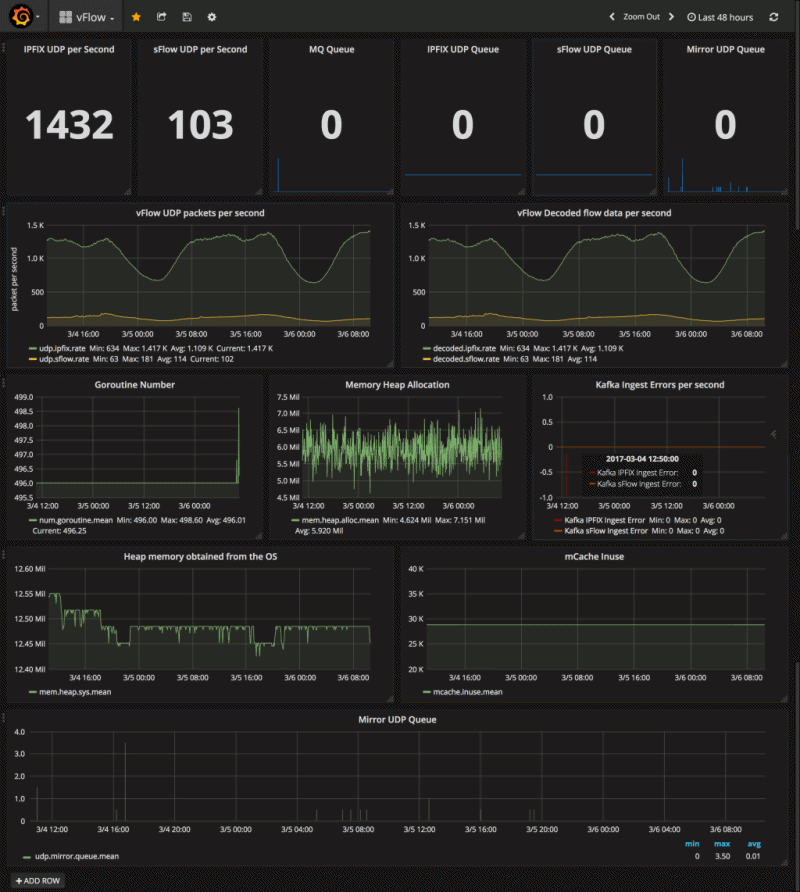 vFlow
Zoom Out
Last 48 hours
IPFIX UDP per Second
sFlow UDP per Second
MQ Queue
IPFIX UDP Queue
sFlow UDP Queue
Mirror UDP Queue
1432
103
0
0
0
0
vFlow UDP packets per second
packet per second
1.5 K
1.0 K
500
0
3/4 16:00 3/5 00:00 3/5 08:00 3/5 16:00 3/6 00:00 3/6 08:00
udp.ipfix.rate Min: 634 Max: 1.417 K Avg: 1.109 K Current: 1.417 K
udp.sflow.rate Min: 63 Max: 181 Avg: 114 Current: 102
vFlow Decoded flow data per second
1.5 K
1.0 K
500
0
3/4 16:00 3/5 00:00 3/5 08:00 3/5 16:00 3/6 00:00 3/6 08:00
decoded.ipfix.rate Min: 634 Max: 1.417 K Avg: 1.109 K
decoded.sflow.rate Min: 63 Max: 181 Avg: 114
Goroutine Number
499.0
498.5
498.0
497.5
497.0
496.5
496.0
495.5
3/4 12:00 3/5 00:00 3/5 12:00 3/6 00:00
num.goroutine.mean Min: 496.00 Max: 498.60 Avg: 496.01
Current: 496.25
Memory Heap Allocation
7.5 Mil
7.0 Mil
6.5 Mil
6.0 Mil
5.5 Mil
5.0 Mil
4.5 Mil
3/4 12:00 3/5 00:00 3/5 12:00 3/6 00:00
mem.heap.alloc.mean Min: 4.624 Mil Max: 7.151 Mil
Avg: 5.920 Mil
Kafka Ingest Errors per second
1.0
0.5
0
-0.5
-1.0
2017-03-04 12:50:00
Kafka IPFIX Ingest Error: 0
Kafka sFlow Ingest Error: 0
3/4 12:00 3/5 00:00 3/5 12:00 3/6 00:00
Kafka IPFIX Ingest Error Min: 0 Max: 0 Avg: 0
Kafka sFlow Ingest Error Min: 0 Max: 0 Avg: 0
Heap memory obtained from the OS
12.60 Mil
12.55 Mil
12.50 Mil
12.45 Mil
12.40 Mil
3/4 16:00 3/5 00:00 3/5 08:00 3/5 16:00 3/6 00:00 3/6 08:00
mem.heap.sys.mean
mCache Inuse
40 K
35 K
30 K
25 K
20 K
3/4 16:00 3/5 00:00 3/5 08:00 3/5 16:00 3/6 00:00 3/6 08:00
mcache.inuse.mean
Mirror UDP Queue
4.0
3.0
2.0
1.0
0
3/4 12:00 3/4 16:00 3/4 20:00 3/5 00:00 3/5 04:00 3/5 08:00 3/5 12:00 3/5 16:00 3/5 20:00 3/6 00:00 3/6 04:00 3/6 08:00
min max avg
udp.mirror.queue.mean 0 3.50 0.01
ADD ROW